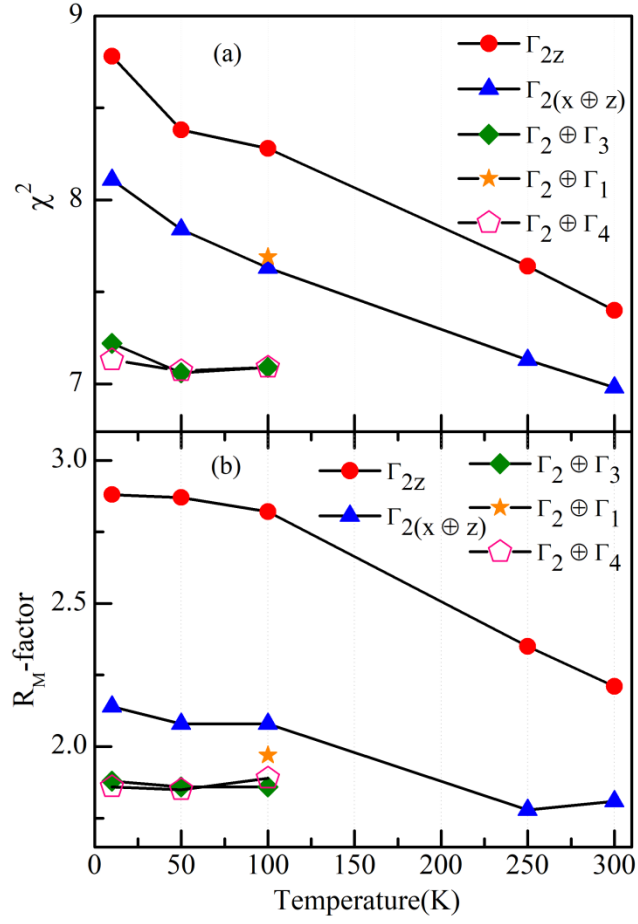 9
(a)
Γ2z
Γ2(x ⊕ z)
8
Γ2 ⊕ Γ3
Γ2 ⊕ Γ1
Γ2 ⊕ Γ4
χ2
7
3.0
(b)
Γ2z
Γ2(x ⊕ z)
Γ2 ⊕ Γ3
Γ2 ⊕ Γ1
Γ2 ⊕ Γ4
2.5
RM-factor
2.0
0 50 100 150 200 250 300
Temperature(K)